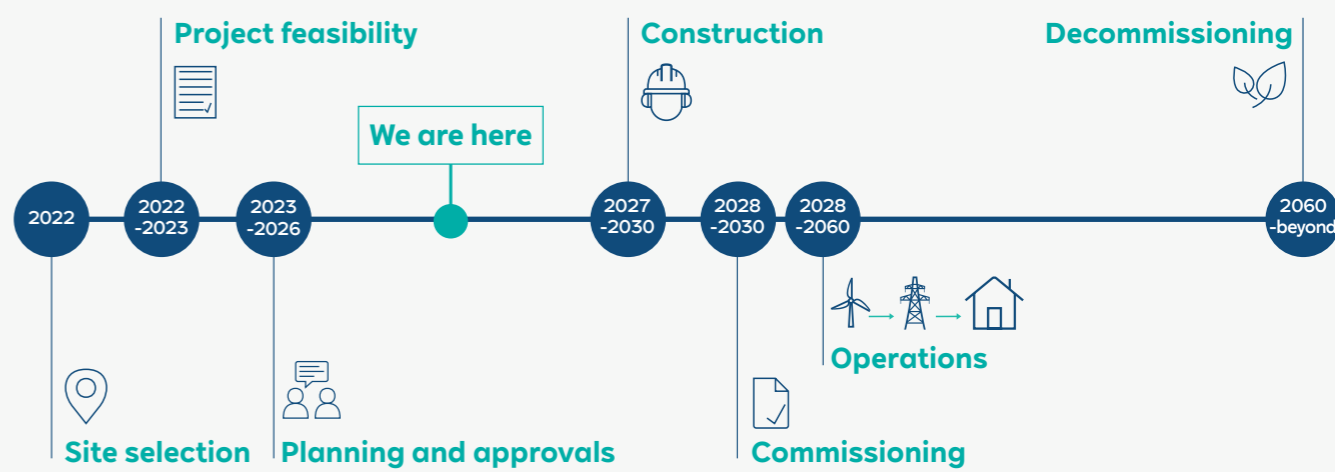 Project feasibility
Construction
Decommissioning
We are here
2022
2022
-2023
2023
-2026
2027
-2030
2028
-2030
2028
-2060
2060
-beyond
Operations
Site selection
Planning and approvals
Commissioning